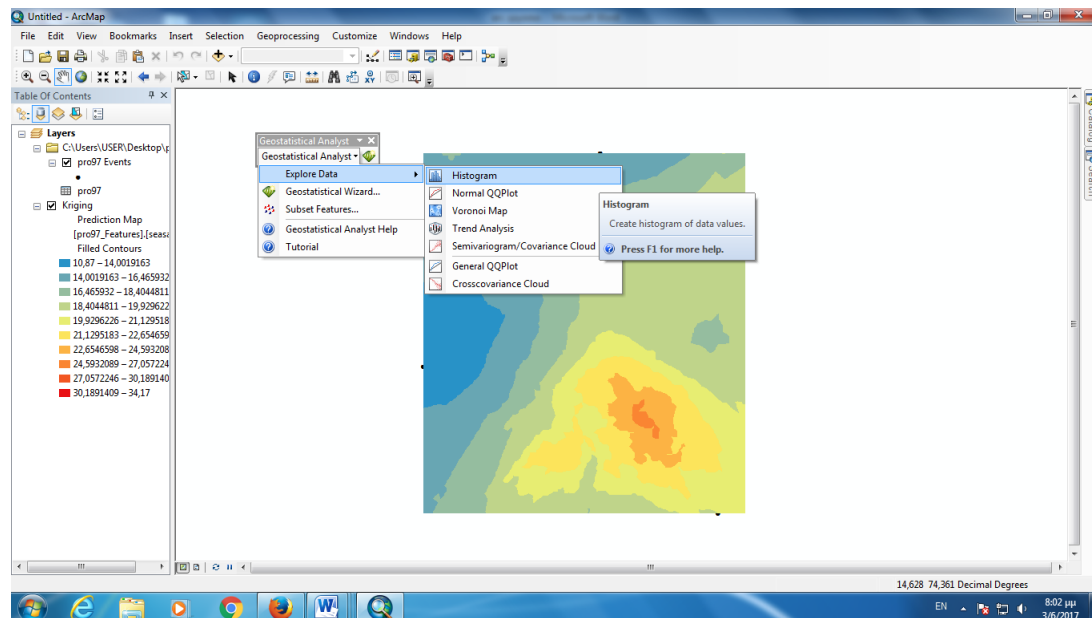 Untitled - ArcMap
File Edit View Bookmarks Insert Selection Geoprocessing Customize Windows Help
Table Of Contents
Layers
C:\Users\USER\Desktop\p
pro97 Events
pro97
Kriging
Prediction Map
[pro97_Features].[seasa
Filled Contours
10,87 – 14,0019163
14,0019163 – 16,465932
16,465932 – 18,4044811
18,4044811 – 19,929622
19,9296226 – 21,129518
21,1295183 – 22,654659
22,6546598 – 24,593208
24,5932089 – 27,057224
27,0572246 – 30,189140
30,1891409 – 34,17
Geostatistical Analyst
Geostatistical Analyst
Explore Data
Geostatistical Wizard...
Subset Features...
Geostatistical Analyst Help
Tutorial
Histogram
Normal QQPlot
Voronoi Map
Trend Analysis
Semivariogram/Covariance Cloud
General QQPlot
Crosscovariance Cloud
Histogram
Create histogram of data values.
Press F1 for more help.
14,628 74,361 Decimal Degrees
EN
8:02 μμ
3/6/2017